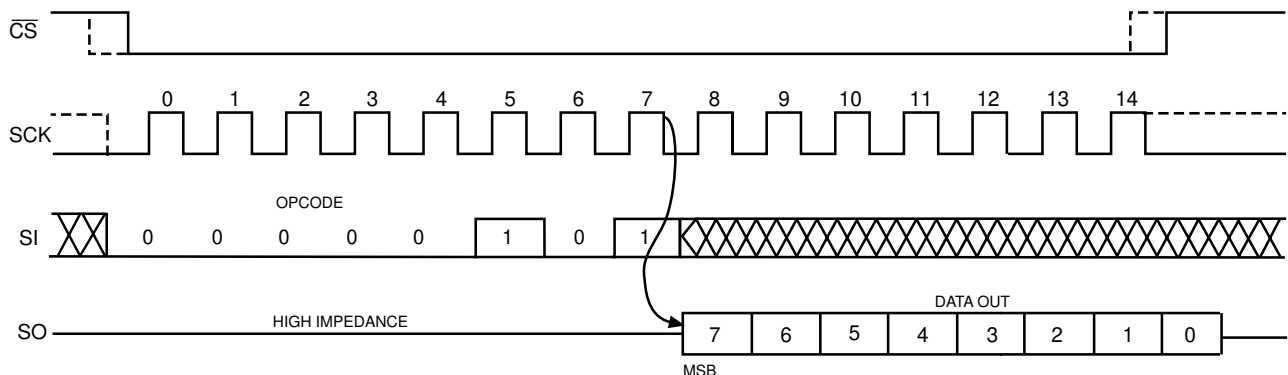 CS
0 1 2 3 4 5 6 7 8 9 10 11 12 13 14
SCK
OPCODE
SI 0 0 0 0 0 1 0 1
DATA OUT
HIGH IMPEDANCE
SO 7 6 5 4 3 2 1 0
MSB